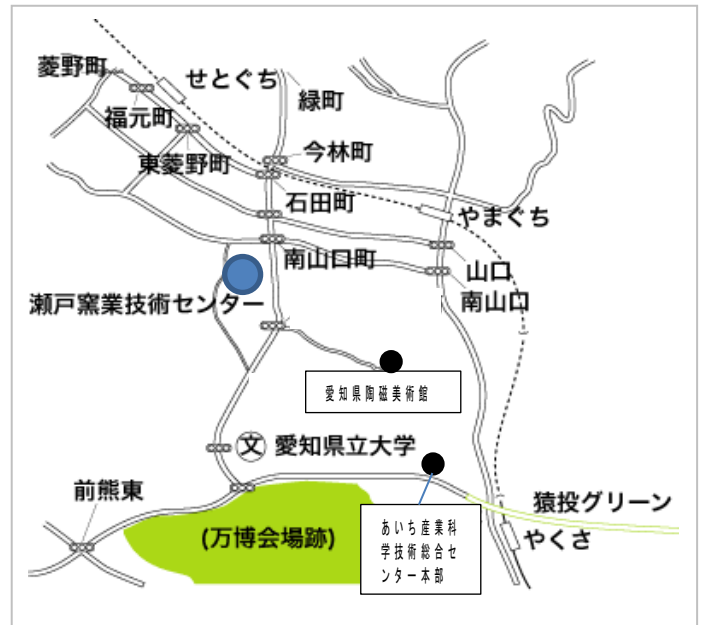 菱野町
せとぐち
緑町
福元町
東菱野町
今林町
石田町
やまぐち
南山口町
山口
瀬戸窯業技術センター
南山口
愛知県陶磁美術館
文 愛知県立大学
前熊東
猿投グリーン
あいち産業科
学技術総合セ
ンター本部
(万博会場跡)
やくさ